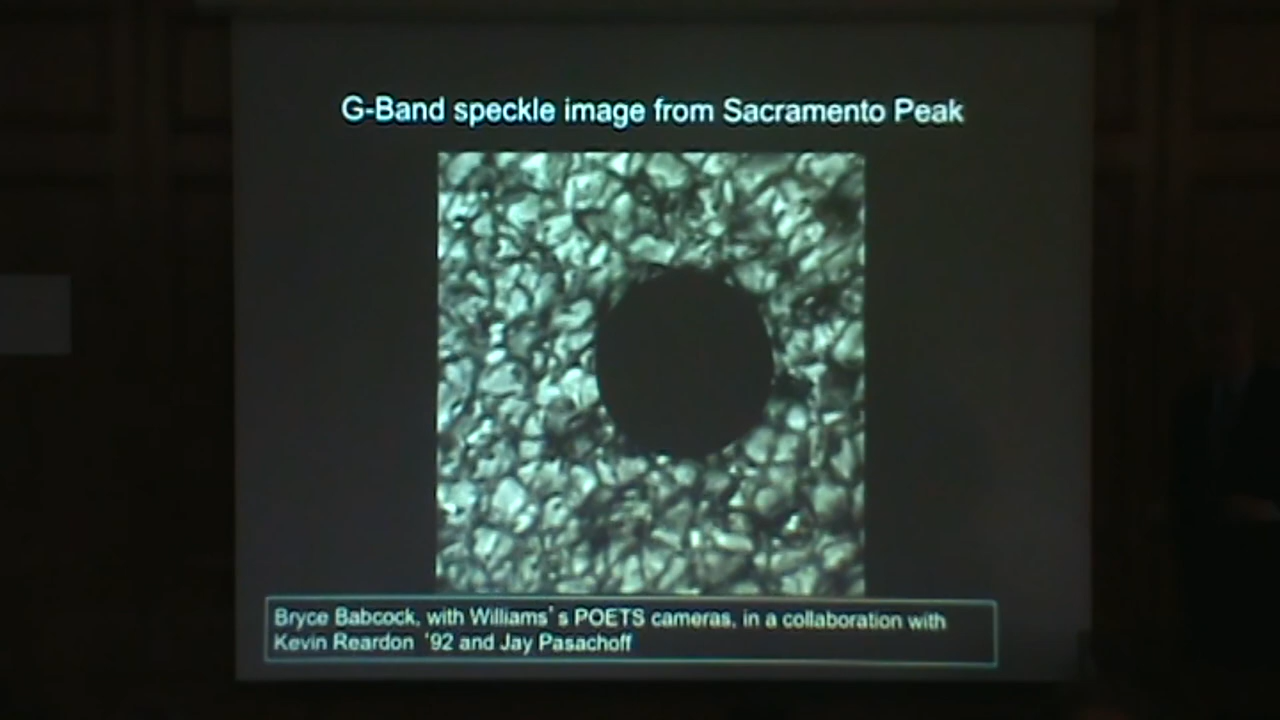 G-Band speckle image from Sacramento Peak
Bryce Babcock, with Williams' s POETS cameras, in a collaboration with
Kevin Reardon '92 and Jay Pasachoff